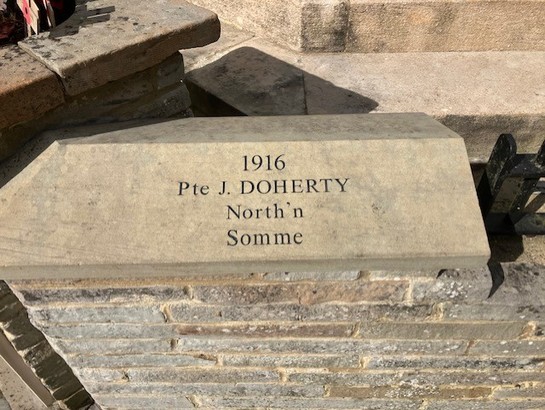 1916
Pte J. DOHERTY
North'n
Somme